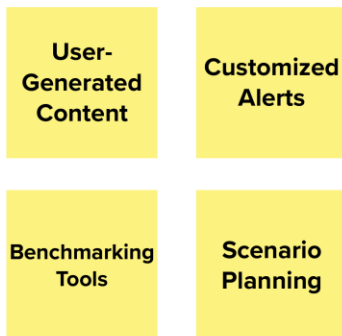 User-
Generated
Content
Customized
Alerts
Benchmarking
Tools
Scenario
Planning